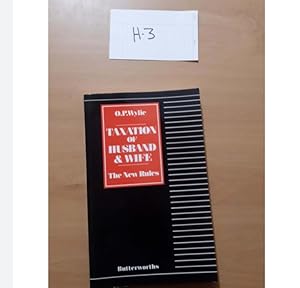 H-3
O.P.Wylie
TAXATION
OF
HUSBAND
& WIFE
The New Rules
Butterworths